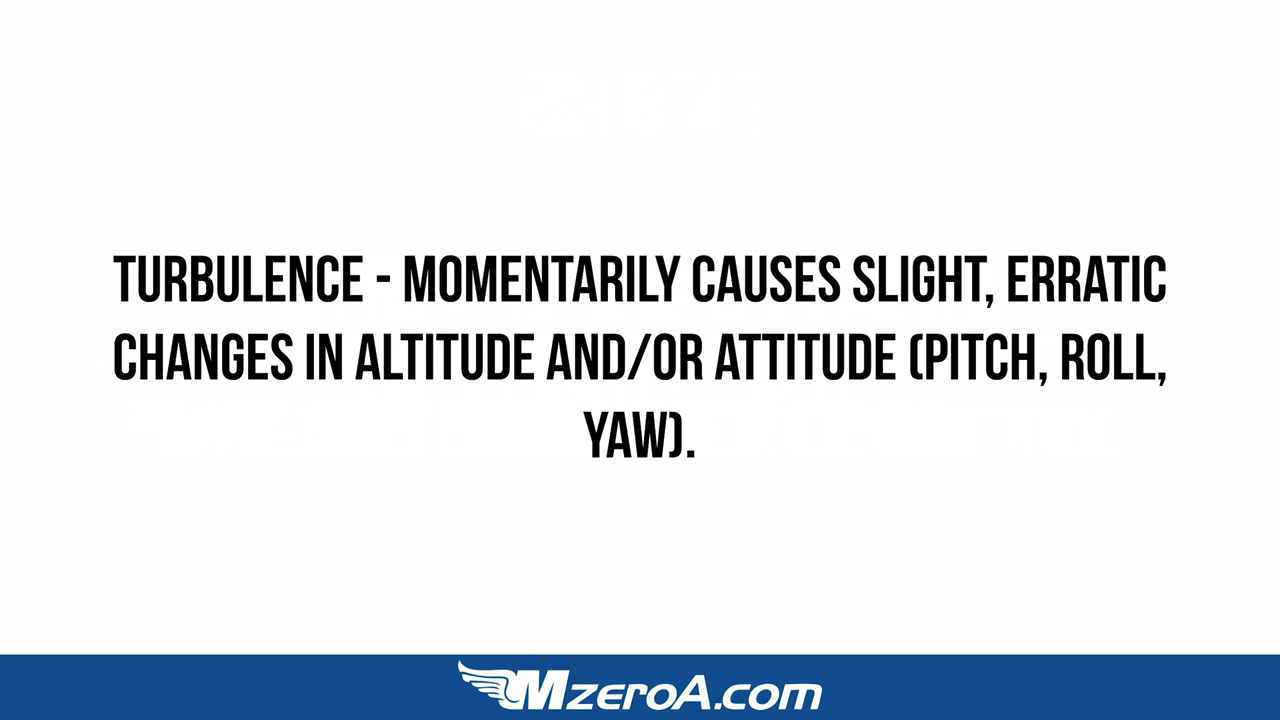 TURBULENCE - MOMENTARILY CAUSES SLIGHT, ERRATIC
CHANGES IN ALTITUDE AND/OR ATTITUDE (PITCH, ROLL,
YAW).
MzeroA.com